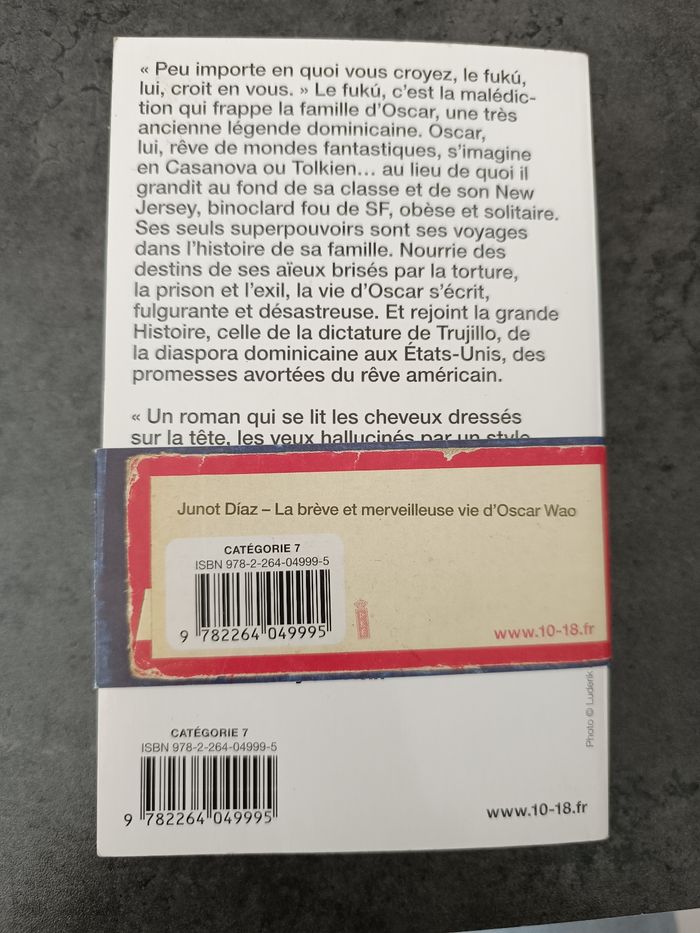 « Peu importe en quoi vous croyez, le fukú,
lui, croit en vous. » Le fukú, c'est la malédic-
tion qui frappe la famille d'Oscar, une très
ancienne légende dominicaine. Oscar,
lui, rêve de mondes fantastiques, s'imagine
en Casanova ou Tolkien... au lieu de quoi il
grandit au fond de sa classe et de son New
Jersey, binoclard fou de SF, obèse et solitaire.
Ses seuls superpouvoirs sont ses voyages
dans l'histoire de sa famille. Nourrie des
destins de ses aïeux brisés par la torture,
la prison et l'exil, la vie d'Oscar s'écrit,
fulgurante et désastreuse. Et rejoint la grande
Histoire, celle de la dictature de Trujillo, de
la diaspora dominicaine aux États-Unis, des
promesses avortées du rêve américain.
« Un roman qui se lit les cheveux dressés
sur la tête, les yeux hallucinés par un style
Junot Díaz – La brève et merveilleuse vie d'Oscar Wao
CATÉGORIE 7
ISBN 978-2-264-04999-5
9 782264 049995
www.10-18.fr
Photo © Luderik
CATÉGORIE 7
ISBN 978-2-264-04999-5
9 782264 049995
www.10-18.fr